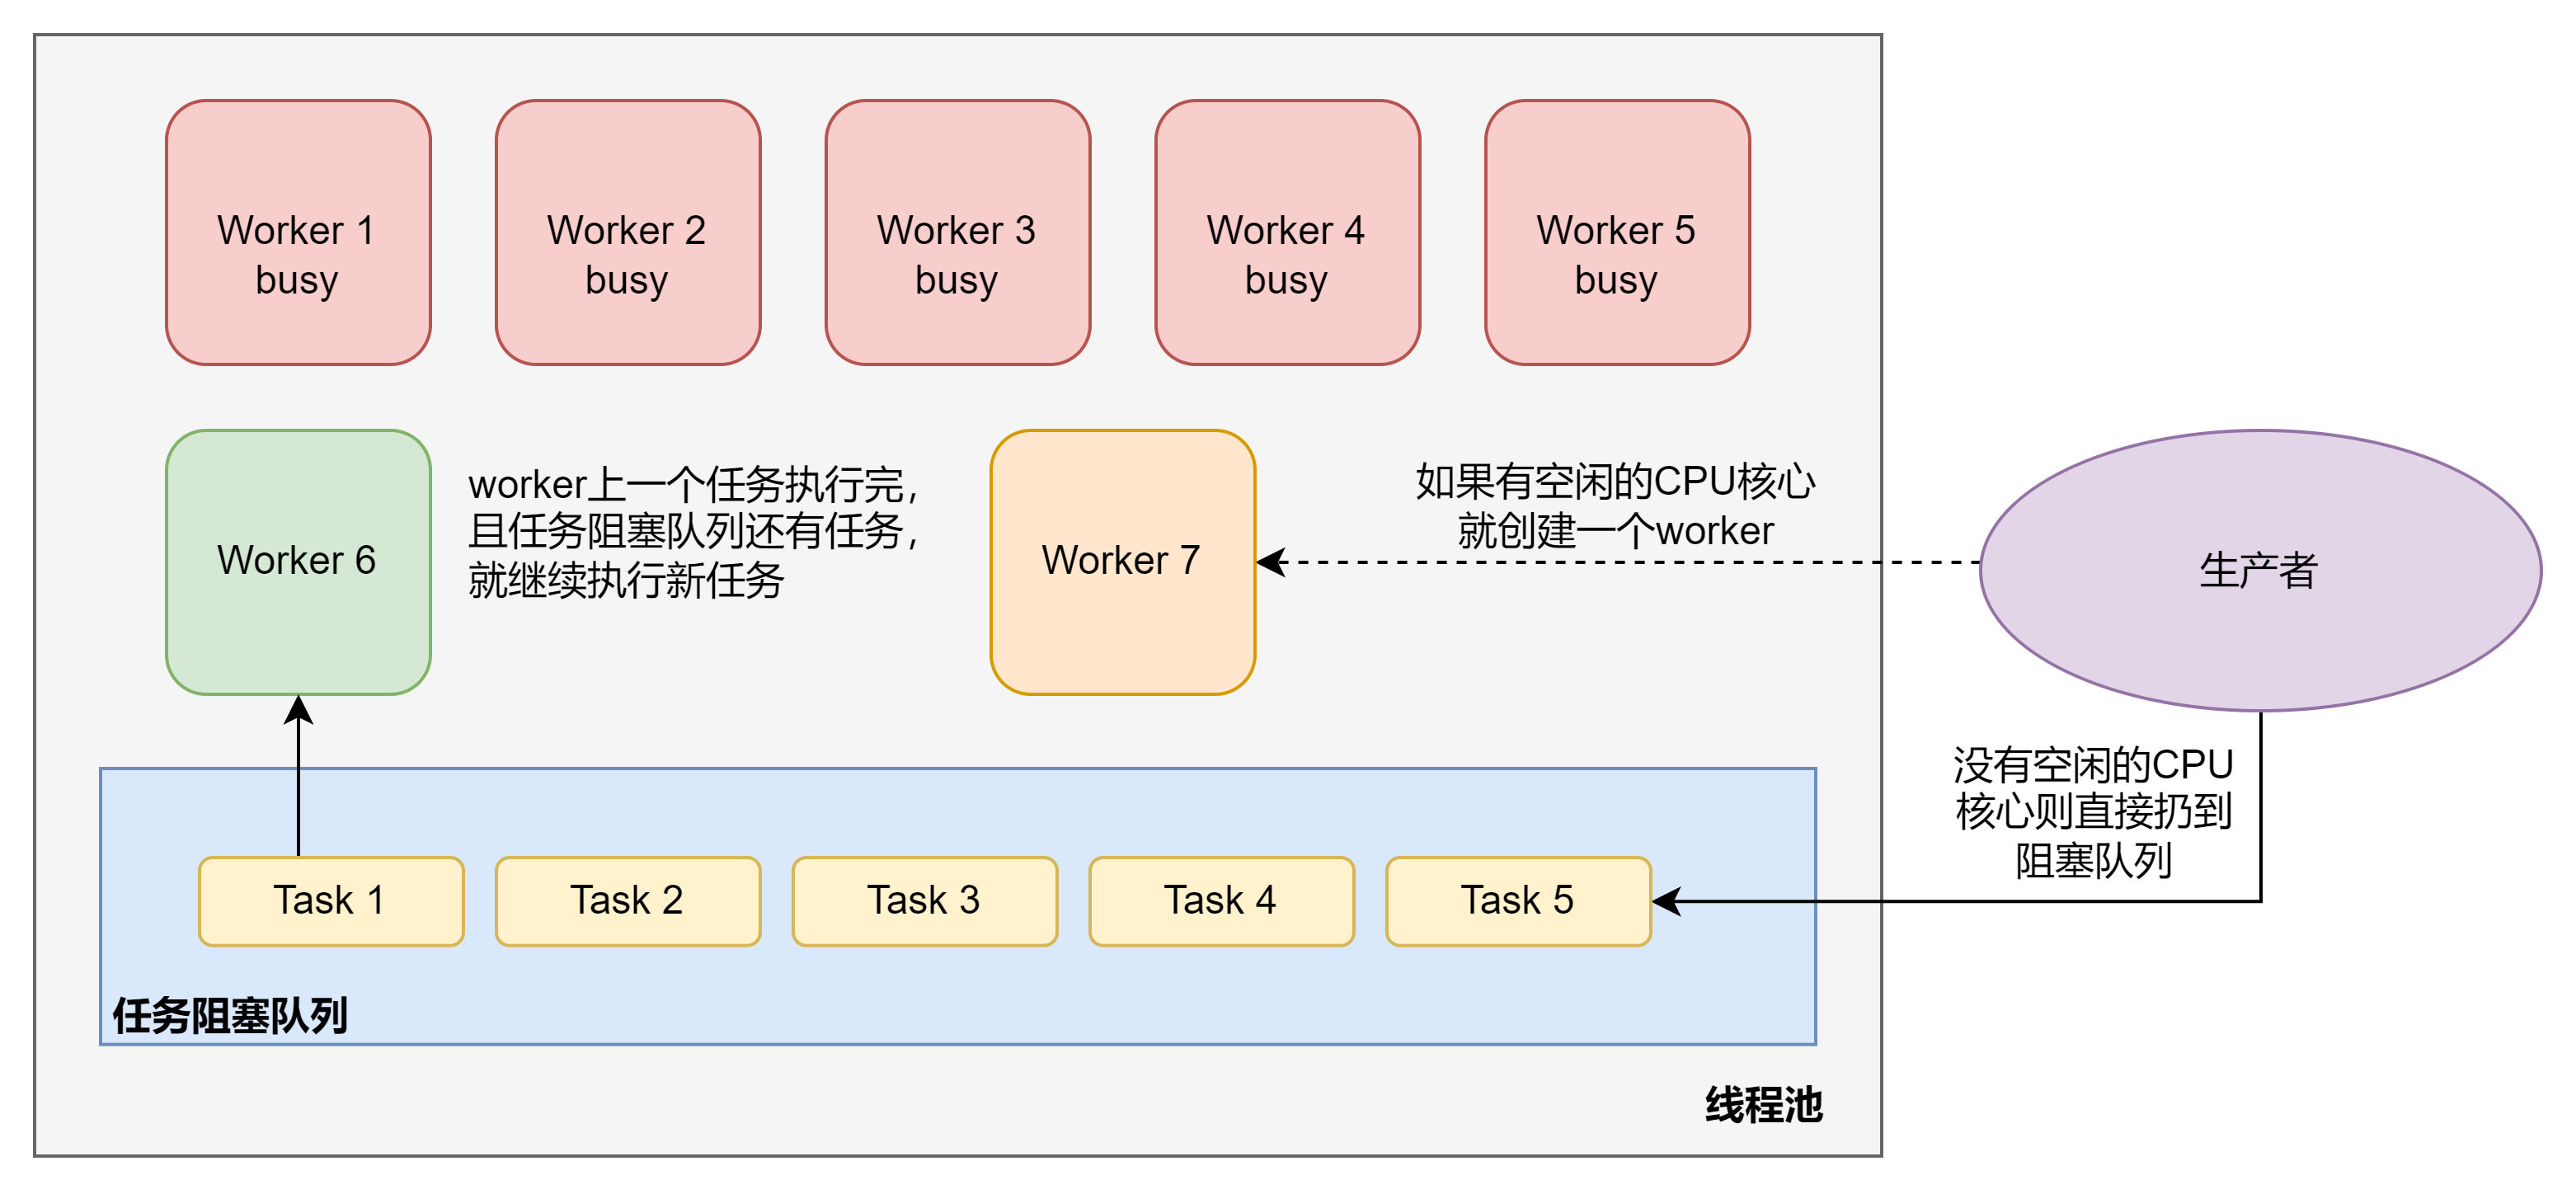 Worker 1
busy
Worker 2
busy
Worker 3
busy
Worker 4
busy
Worker 5
busy
Worker 6
worker上一个任务执行完，
且任务阻塞队列还有任务，
就继续执行新任务
Worker 7
如果有空闲的CPU核心
就创建一个worker
生产者
没有空闲的CPU
核心则直接扔到
阻塞队列
Task 1
Task 2
Task 3
Task 4
Task 5
任务阻塞队列
线程池